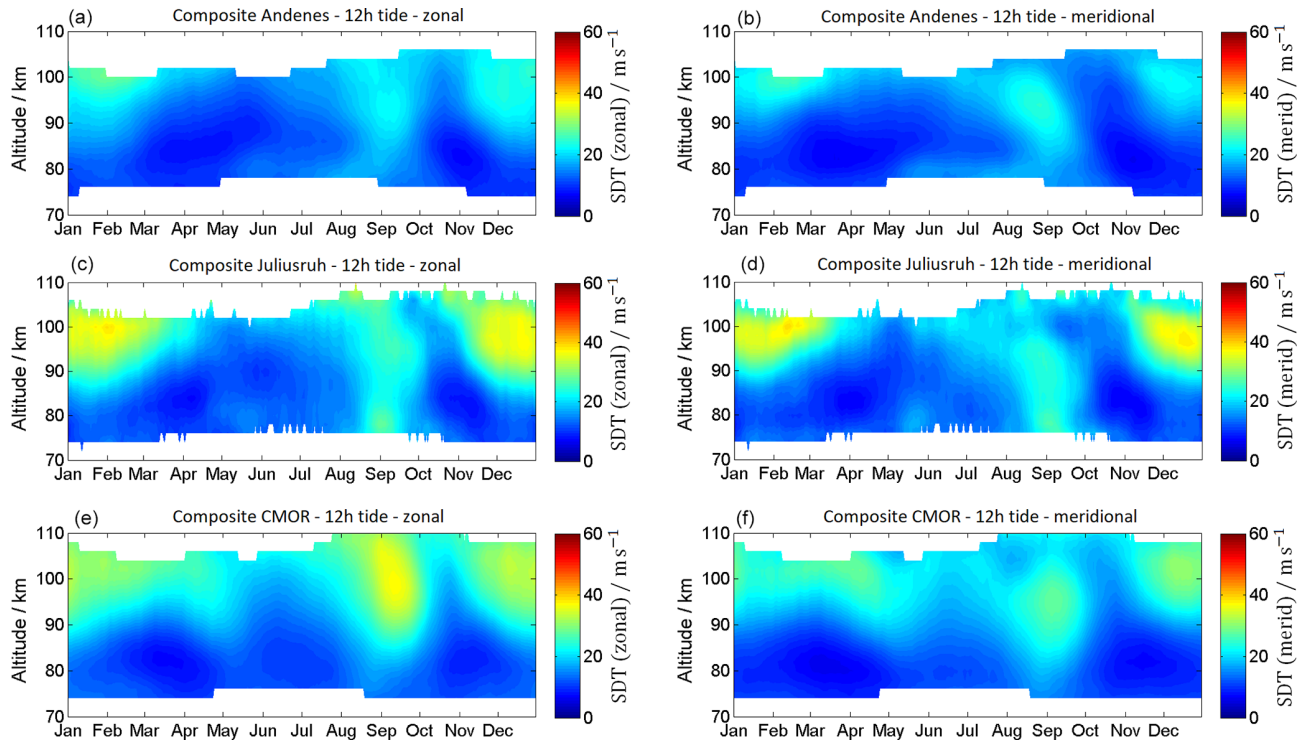 (a) Composite Andenes - 12h tide - zonal
110
100
90
80
70
Altitude / km
Jan Feb Mar Apr May Jun Jul Aug Sep Oct Nov Dec
60
40
20
0
SDT (zonal) / m s⁻¹
(b) Composite Andenes - 12h tide - meridional
110
100
90
80
70
Altitude / km
Jan Feb Mar Apr May Jun Jul Aug Sep Oct Nov Dec
60
40
20
0
SDT (merid) / m s⁻¹
(c) Composite Juliusruh - 12h tide - zonal
110
100
90
80
70
Altitude / km
Jan Feb Mar Apr May Jun Jul Aug Sep Oct Nov Dec
60
40
20
0
SDT (zonal) / m s⁻¹
(d) Composite Juliusruh - 12h tide - meridional
110
100
90
80
70
Altitude / km
Jan Feb Mar Apr May Jun Jul Aug Sep Oct Nov Dec
60
40
20
0
SDT (merid) / m s⁻¹
(e) Composite CMOR - 12h tide - zonal
110
100
90
80
70
Altitude / km
Jan Feb Mar Apr May Jun Jul Aug Sep Oct Nov Dec
60
40
20
0
SDT (zonal) / m s⁻¹
(f) Composite CMOR - 12h tide - meridional
110
100
90
80
70
Altitude / km
Jan Feb Mar Apr May Jun Jul Aug Sep Oct Nov Dec
60
40
20
0
SDT (merid) / m s⁻¹